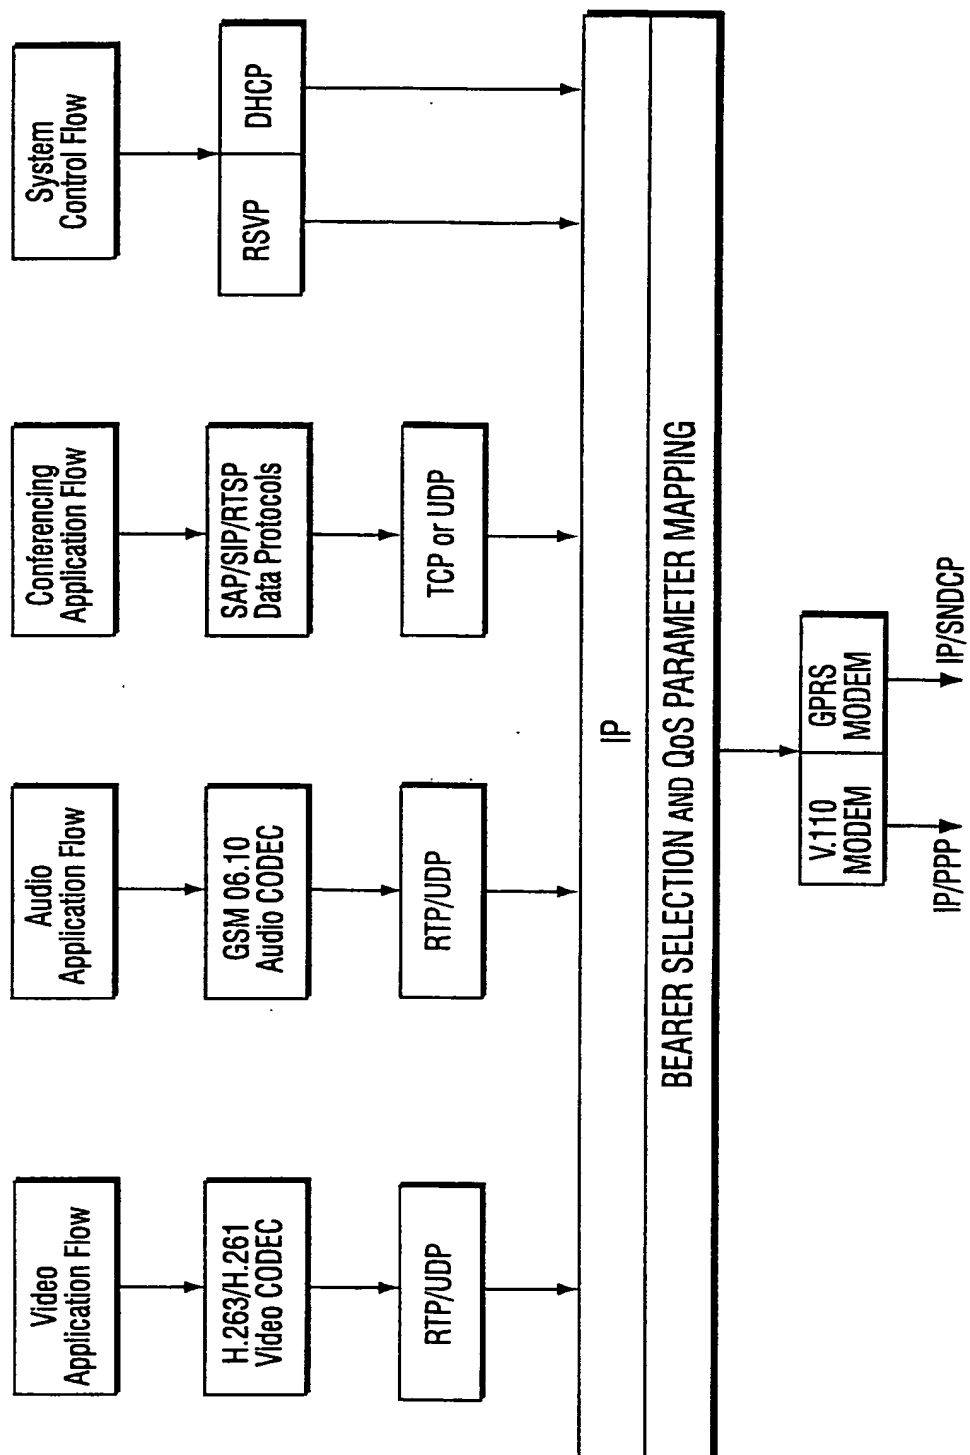 Video
Application Flow
Audio
Application Flow
Conferencing
Application Flow
System
Control Flow
H.263/H.261
Video CODEC
GSM 06.10
Audio CODEC
SAP/SIP/RTSP
Data Protocols
RSVP
DHCP
RTP/UDP
RTP/UDP
TCP or UDP
IP
BEARER SELECTION AND QoS PARAMETER MAPPING
V.110
MODEM
GPRS
MODEM
IP/PPP
IP/SNDCP